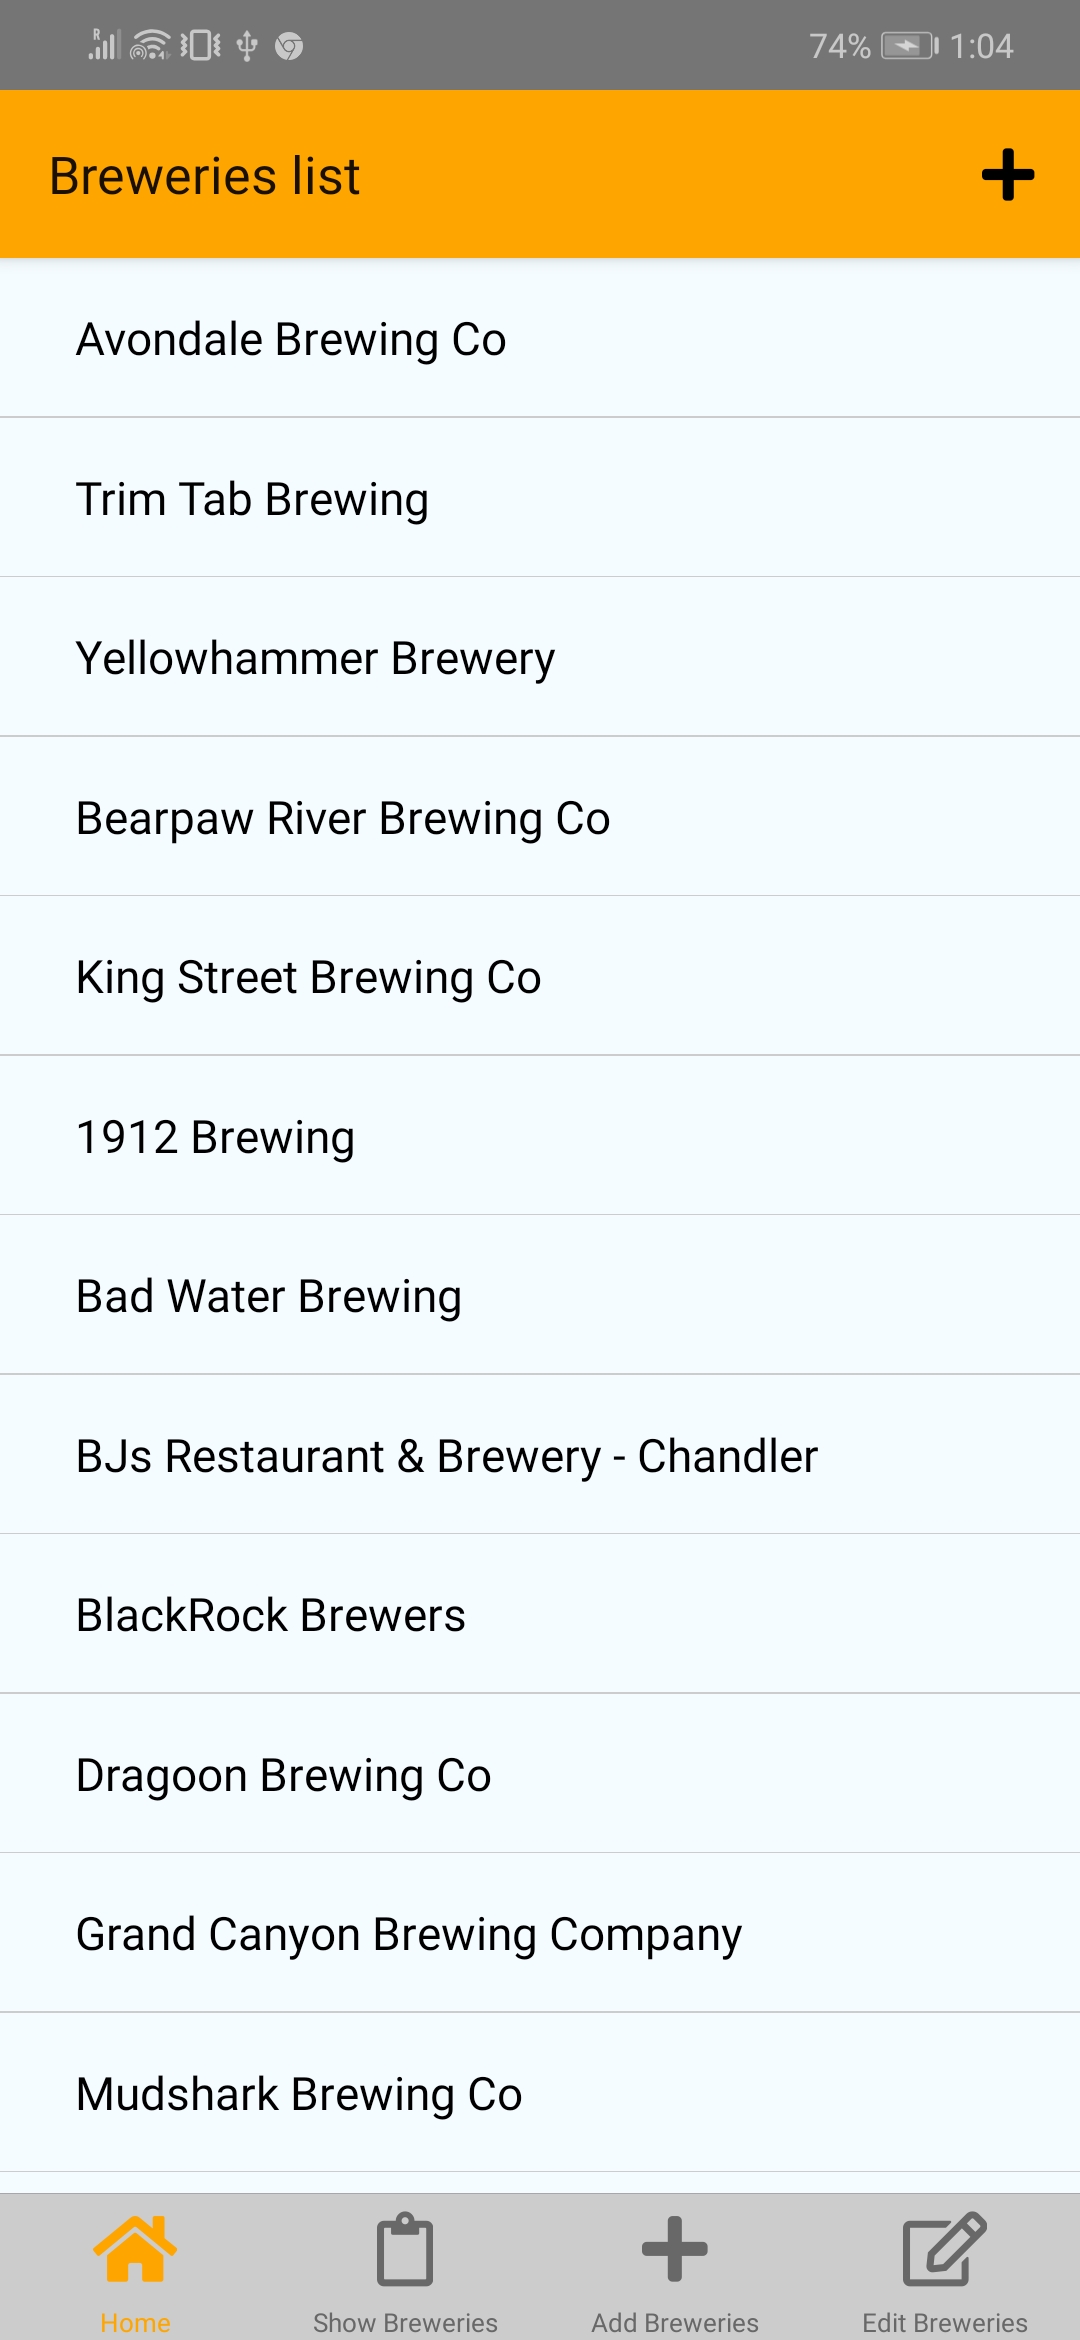 R
74% 1:04
Breweries list
Avondale Brewing Co
Trim Tab Brewing
Yellowhammer Brewery
Bearpaw River Brewing Co
King Street Brewing Co
1912 Brewing
Bad Water Brewing
BJs Restaurant & Brewery - Chandler
BlackRock Brewers
Dragoon Brewing Co
Grand Canyon Brewing Company
Mudshark Brewing Co
Home
Show Breweries
Add Breweries
Edit Breweries